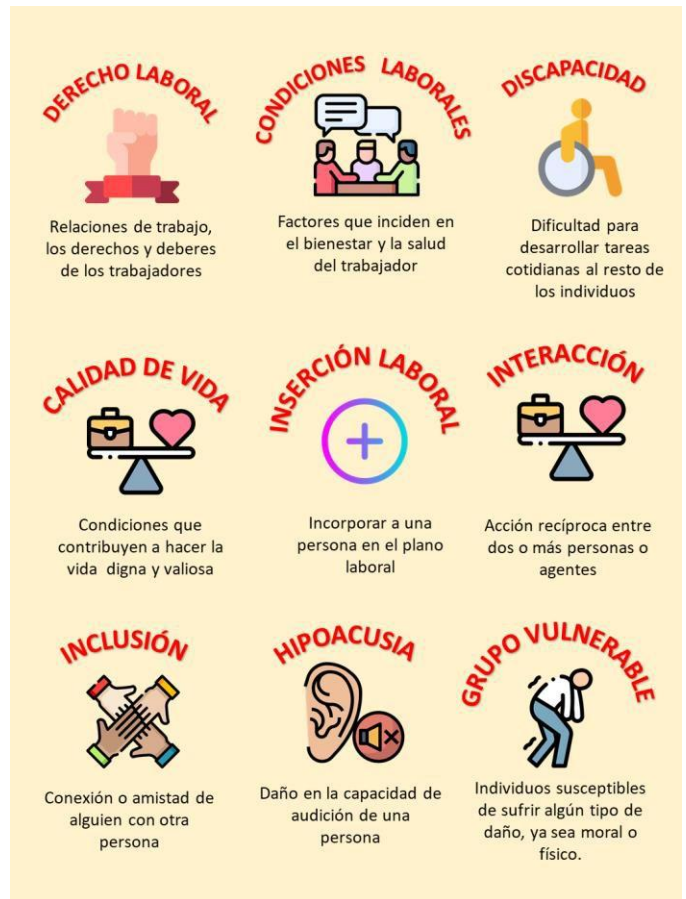 DERECHO LABORAL
Relaciones de trabajo,
los derechos y deberes
de los trabajadores
CONDICIONES LABORALES
Factores que inciden en
el bienestar y la salud
del trabajador
DISCAPACIDAD
Dificultad para
desarrollar tareas
cotidianas al resto de
los individuos
CALIDAD DE VIDA
Condiciones que
contribuyen a hacer la
vida digna y valiosa
INSERCIÓN LABORAL
Incorporar a una
persona en el plano
laboral
INTERACCIÓN
Acción recíproca entre
dos o más personas o
agentes
INCLUSIÓN
Conexión o amistad de
alguien con otra
persona
HIPOACUSIA
Daño en la capacidad de
audición de una
persona
GRUPO VULNERABLE
Individuos susceptibles
de sufrir algún tipo de
daño, ya sea moral o
físico.